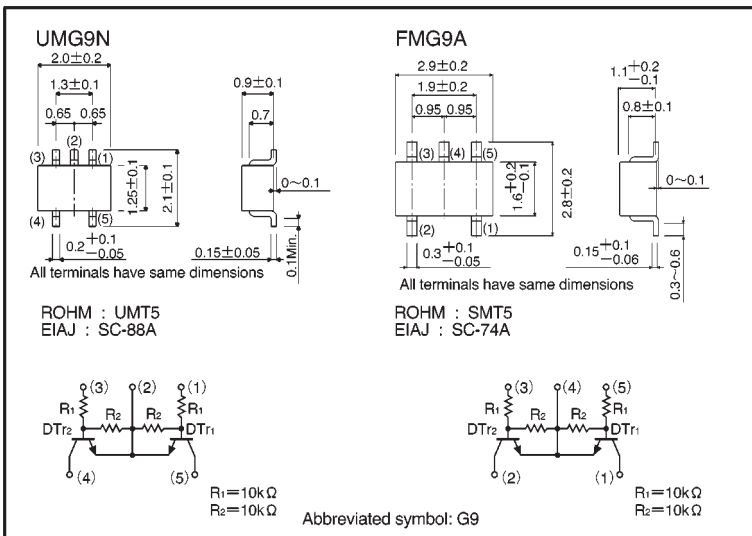 UMG9N
2.0±0.2
1.3±0.1
0.65 0.65
(2)
(3) (1)
(4) (5)
1.25±0.1
2.1±0.1
0.2 +0.1 −0.05
0.9±0.1
0.7
0~0.1
0.15±0.05
0.1Min.
All terminals have same dimensions
ROHM : UMT5
EIAJ : SC-88A
FMG9A
2.9±0.2
1.9±0.2
0.95 0.95
(3) (4) (5)
(2) (1)
1.6 +0.2 −0.1
2.8±0.2
0.3 +0.1 −0.05
1.1 +0.2 −0.1
0.8±0.1
0~0.1
0.15 +0.1 −0.06
0.3~0.6
All terminals have same dimensions
ROHM : SMT5
EIAJ : SC-74A
(3) (2) (1)
R1 R2 R2 R1
DTr2 DTr1
(4) (5)
R1=10kΩ
R2=10kΩ
(3) (4) (5)
R1 R2 R2 R1
DTr2 DTr1
(2) (1)
R1=10kΩ
R2=10kΩ
Abbreviated symbol: G9